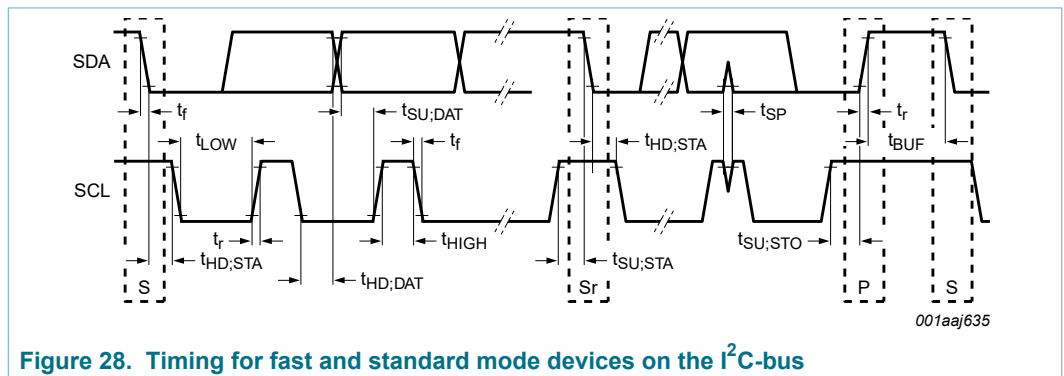 SDA
t_f
t_SU;DAT
t_SP
t_r
t_LOW
t_f
t_HD;STA
t_BUF
SCL
t_r
t_HIGH
t_SU;STO
t_HD;STA
t_SU;STA
t_HD;DAT
S
Sr
P
S
001aaj635
Figure 28. Timing for fast and standard mode devices on the I²C-bus